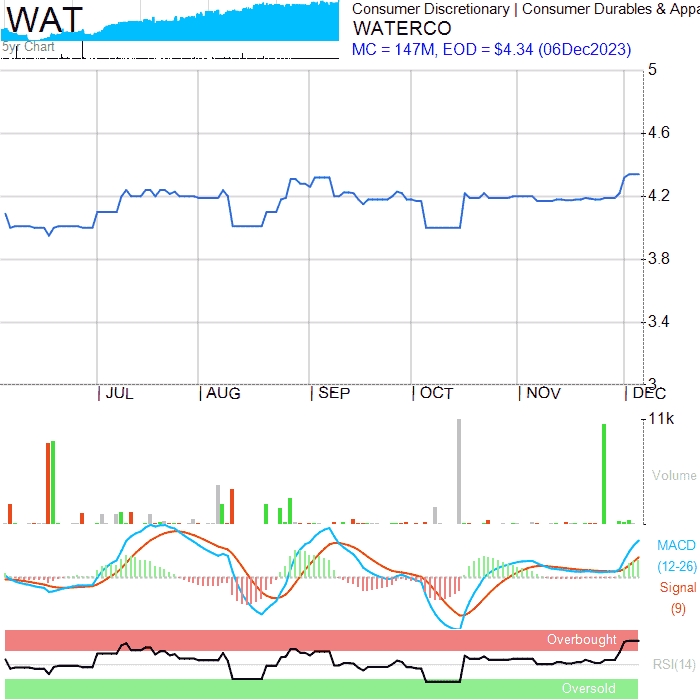 WAT
5yr Chart
Consumer Discretionary | Consumer Durables & Appa
WATERCO
MC = 147M, EOD = $4.34 (06Dec2023)
5
4.6
4.2
3.8
3.4
3
JUL AUG SEP OCT NOV DEC
11k
Volume
MACD
(12-26)
Signal
(9)
Overbought
RSI(14)
Oversold